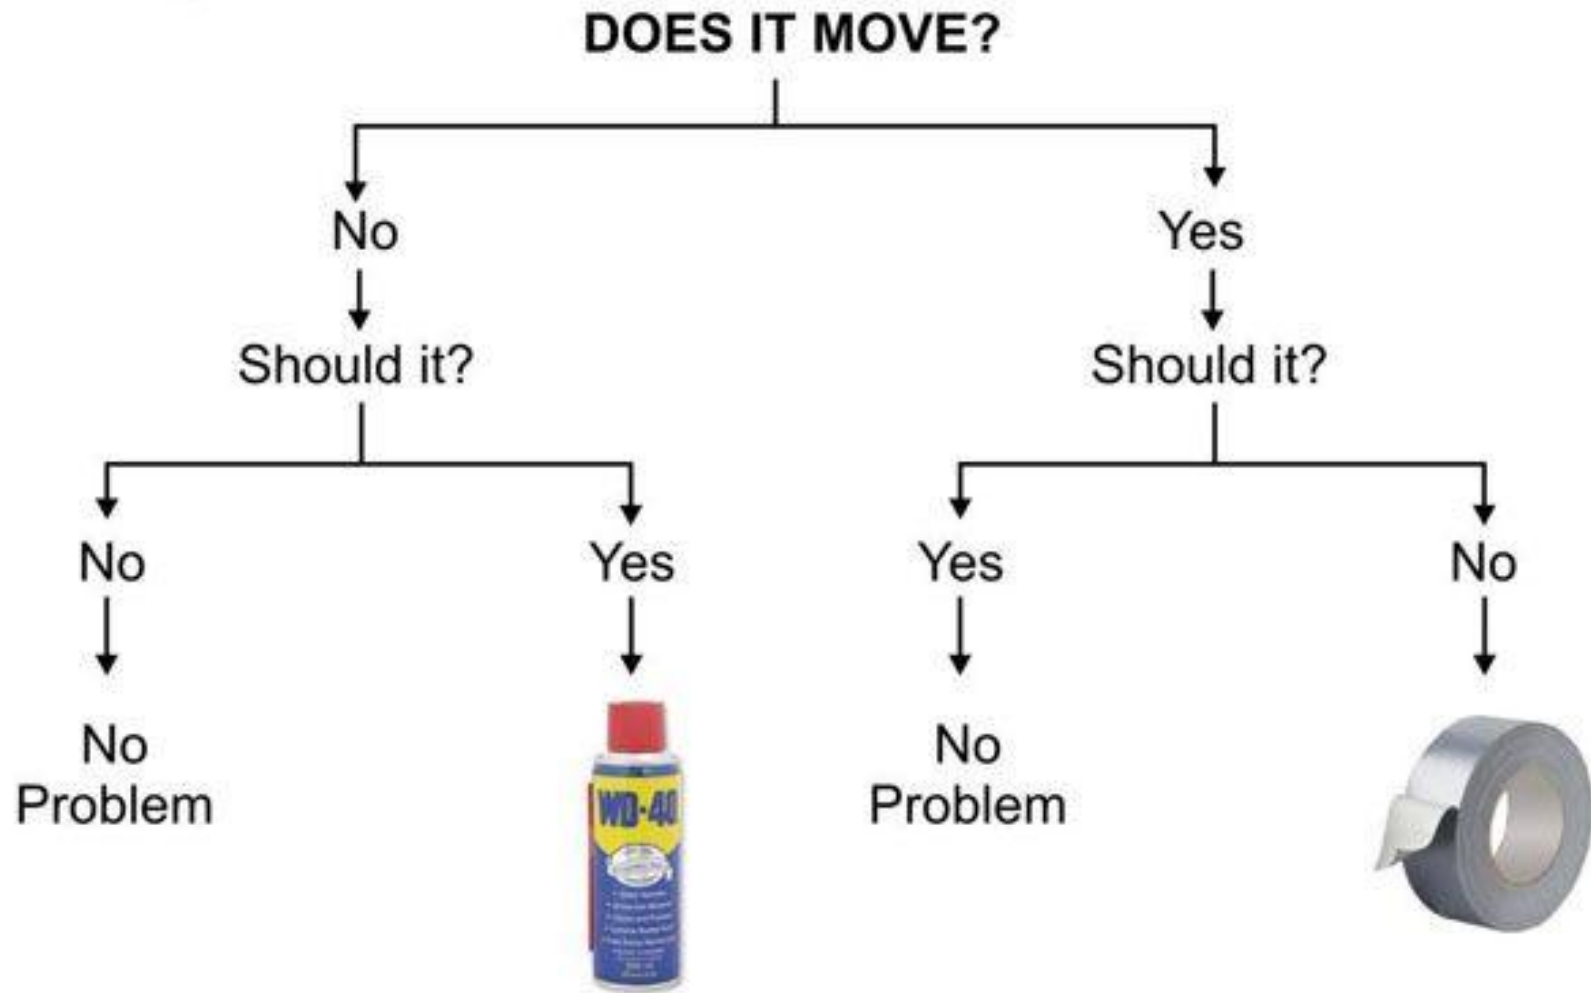 DOES IT MOVE?
No
Yes
Should it?
Should it?
No
Yes
Yes
No
No
Problem
WD-40
No
Problem